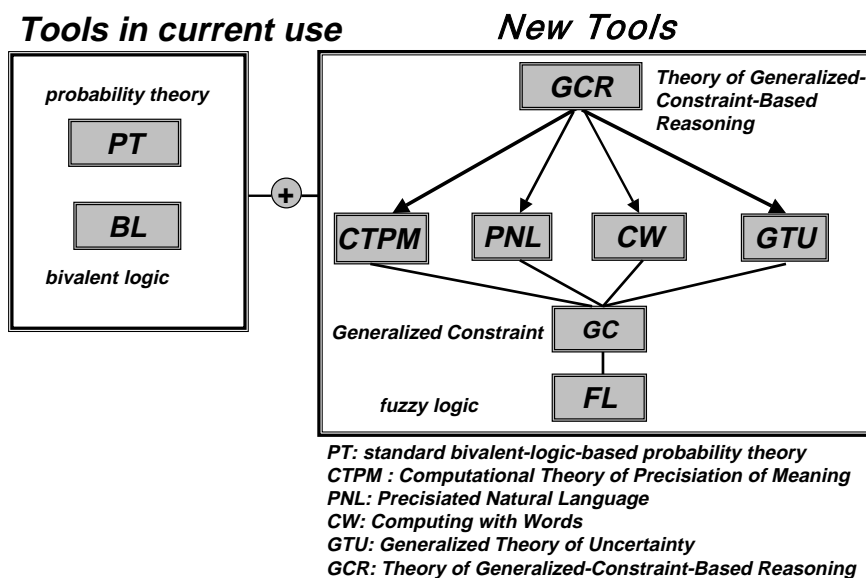 Tools in current use
New Tools
probability theory
PT
BL
bivalent logic
+
GCR
Theory of Generalized-
Constraint-Based
Reasoning
CTPM
PNL
CW
GTU
Generalized Constraint
GC
fuzzy logic
FL
PT: standard bivalent-logic-based probability theory
CTPM : Computational Theory of Precisiation of Meaning
PNL: Precisiated Natural Language
CW: Computing with Words
GTU: Generalized Theory of Uncertainty
GCR: Theory of Generalized-Constraint-Based Reasoning